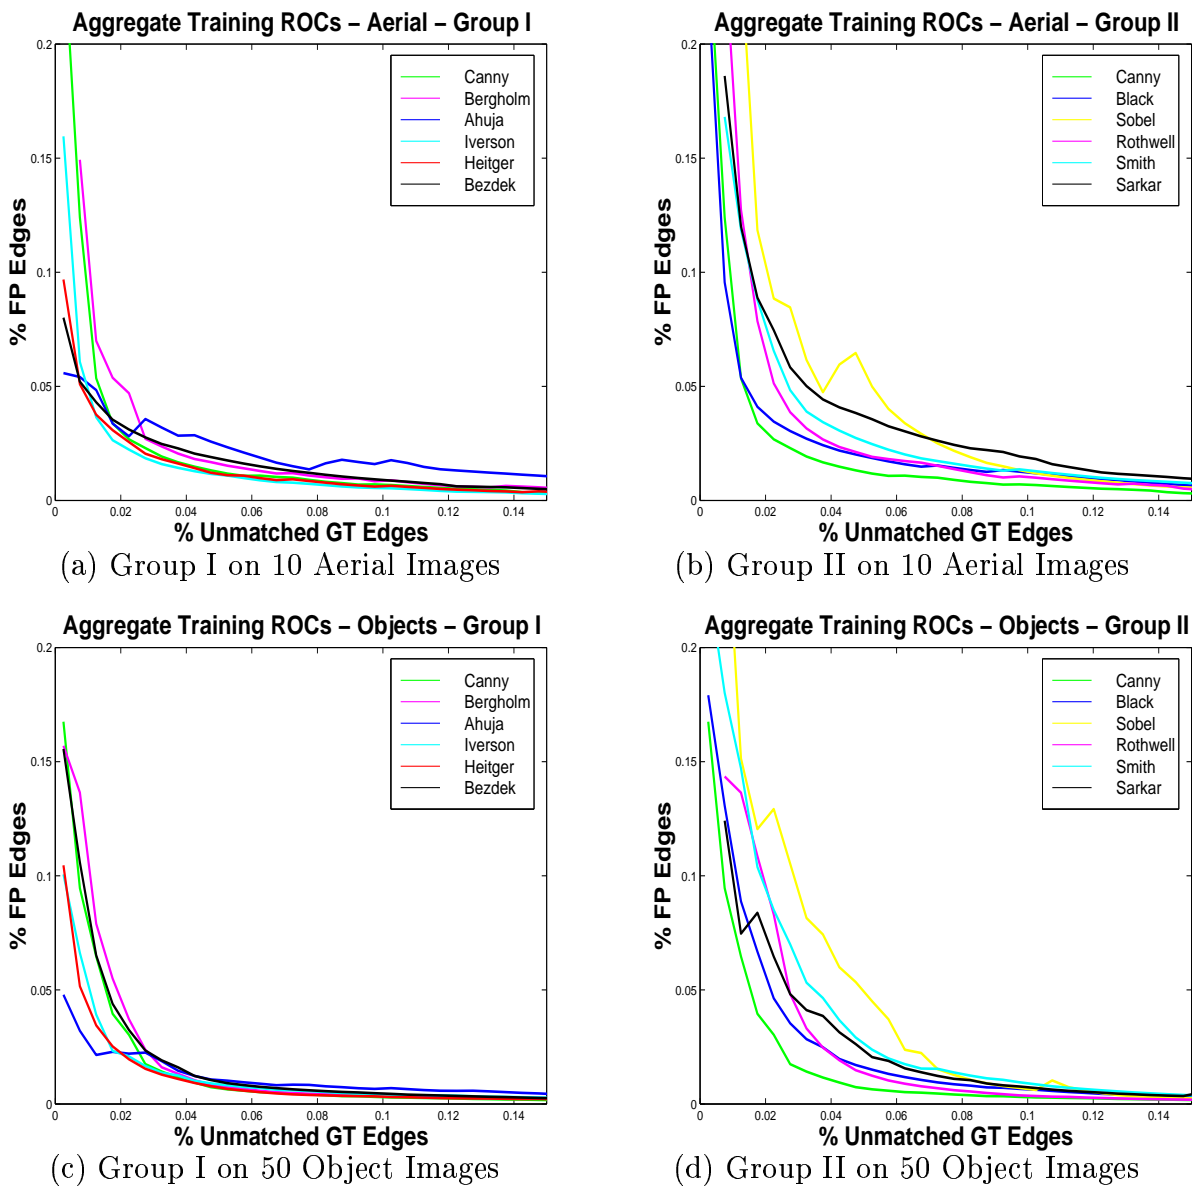 Aggregate Training ROCs – Aerial – Group I
% FP Edges
0.2
0.15
0.1
0.05
0
Canny
Bergholm
Ahuja
Iverson
Heitger
Bezdek
0 0.02 0.04 0.06 0.08 0.1 0.12 0.14
% Unmatched GT Edges
(a) Group I on 10 Aerial Images
Aggregate Training ROCs – Aerial – Group II
% FP Edges
0.2
0.15
0.1
0.05
0
Canny
Black
Sobel
Rothwell
Smith
Sarkar
0 0.02 0.04 0.06 0.08 0.1 0.12 0.14
% Unmatched GT Edges
(b) Group II on 10 Aerial Images
Aggregate Training ROCs – Objects – Group I
% FP Edges
0.2
0.15
0.1
0.05
0
Canny
Bergholm
Ahuja
Iverson
Heitger
Bezdek
0 0.02 0.04 0.06 0.08 0.1 0.12 0.14
% Unmatched GT Edges
(c) Group I on 50 Object Images
Aggregate Training ROCs – Objects – Group II
% FP Edges
0.2
0.15
0.1
0.05
0
Canny
Black
Sobel
Rothwell
Smith
Sarkar
0 0.02 0.04 0.06 0.08 0.1 0.12 0.14
% Unmatched GT Edges
(d) Group II on 50 Object Images